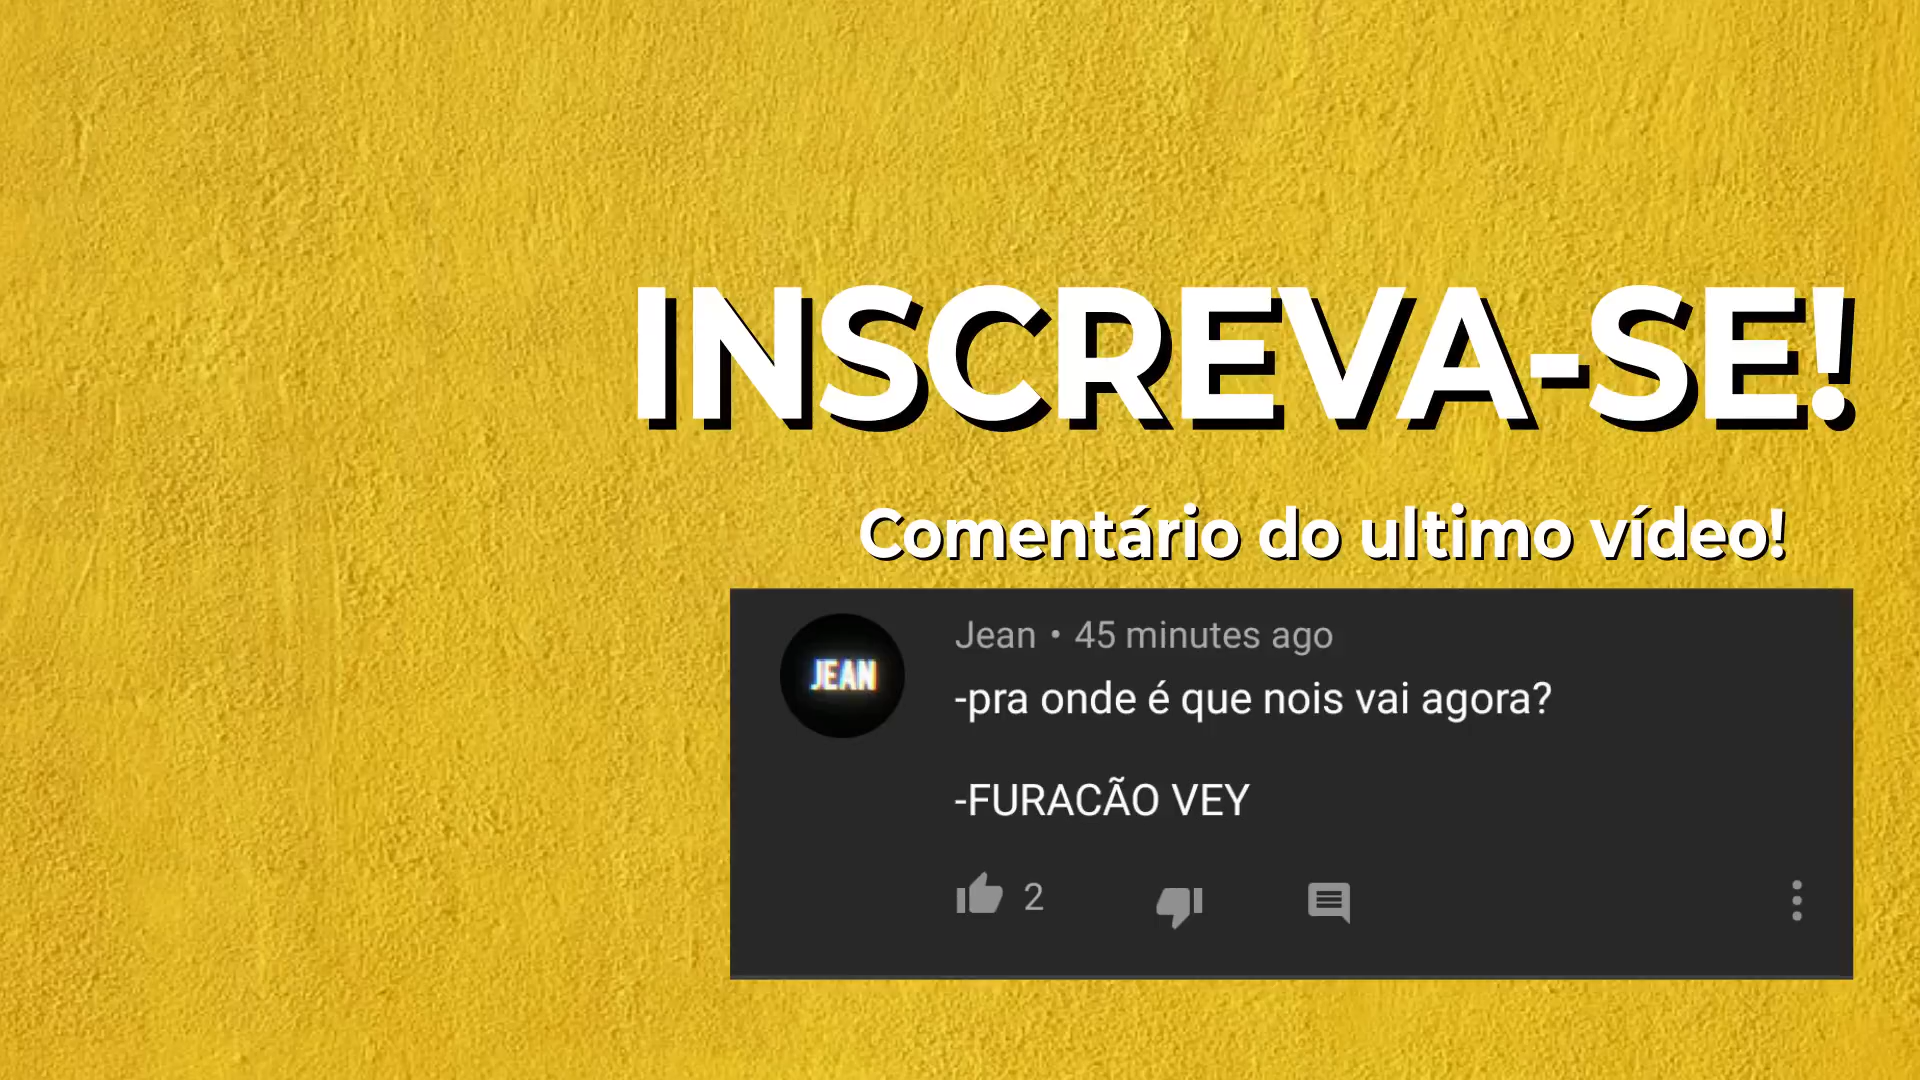 INSCREVA-SE!
Comentário do ultimo vídeo!
JEAN
Jean • 45 minutes ago
-pra onde é que nois vai agora?
-FURACÃO VEY
2